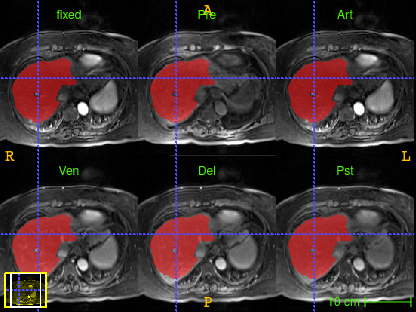 A
fixed Pre Art
R L
Ven Del Pst
P 10 cm